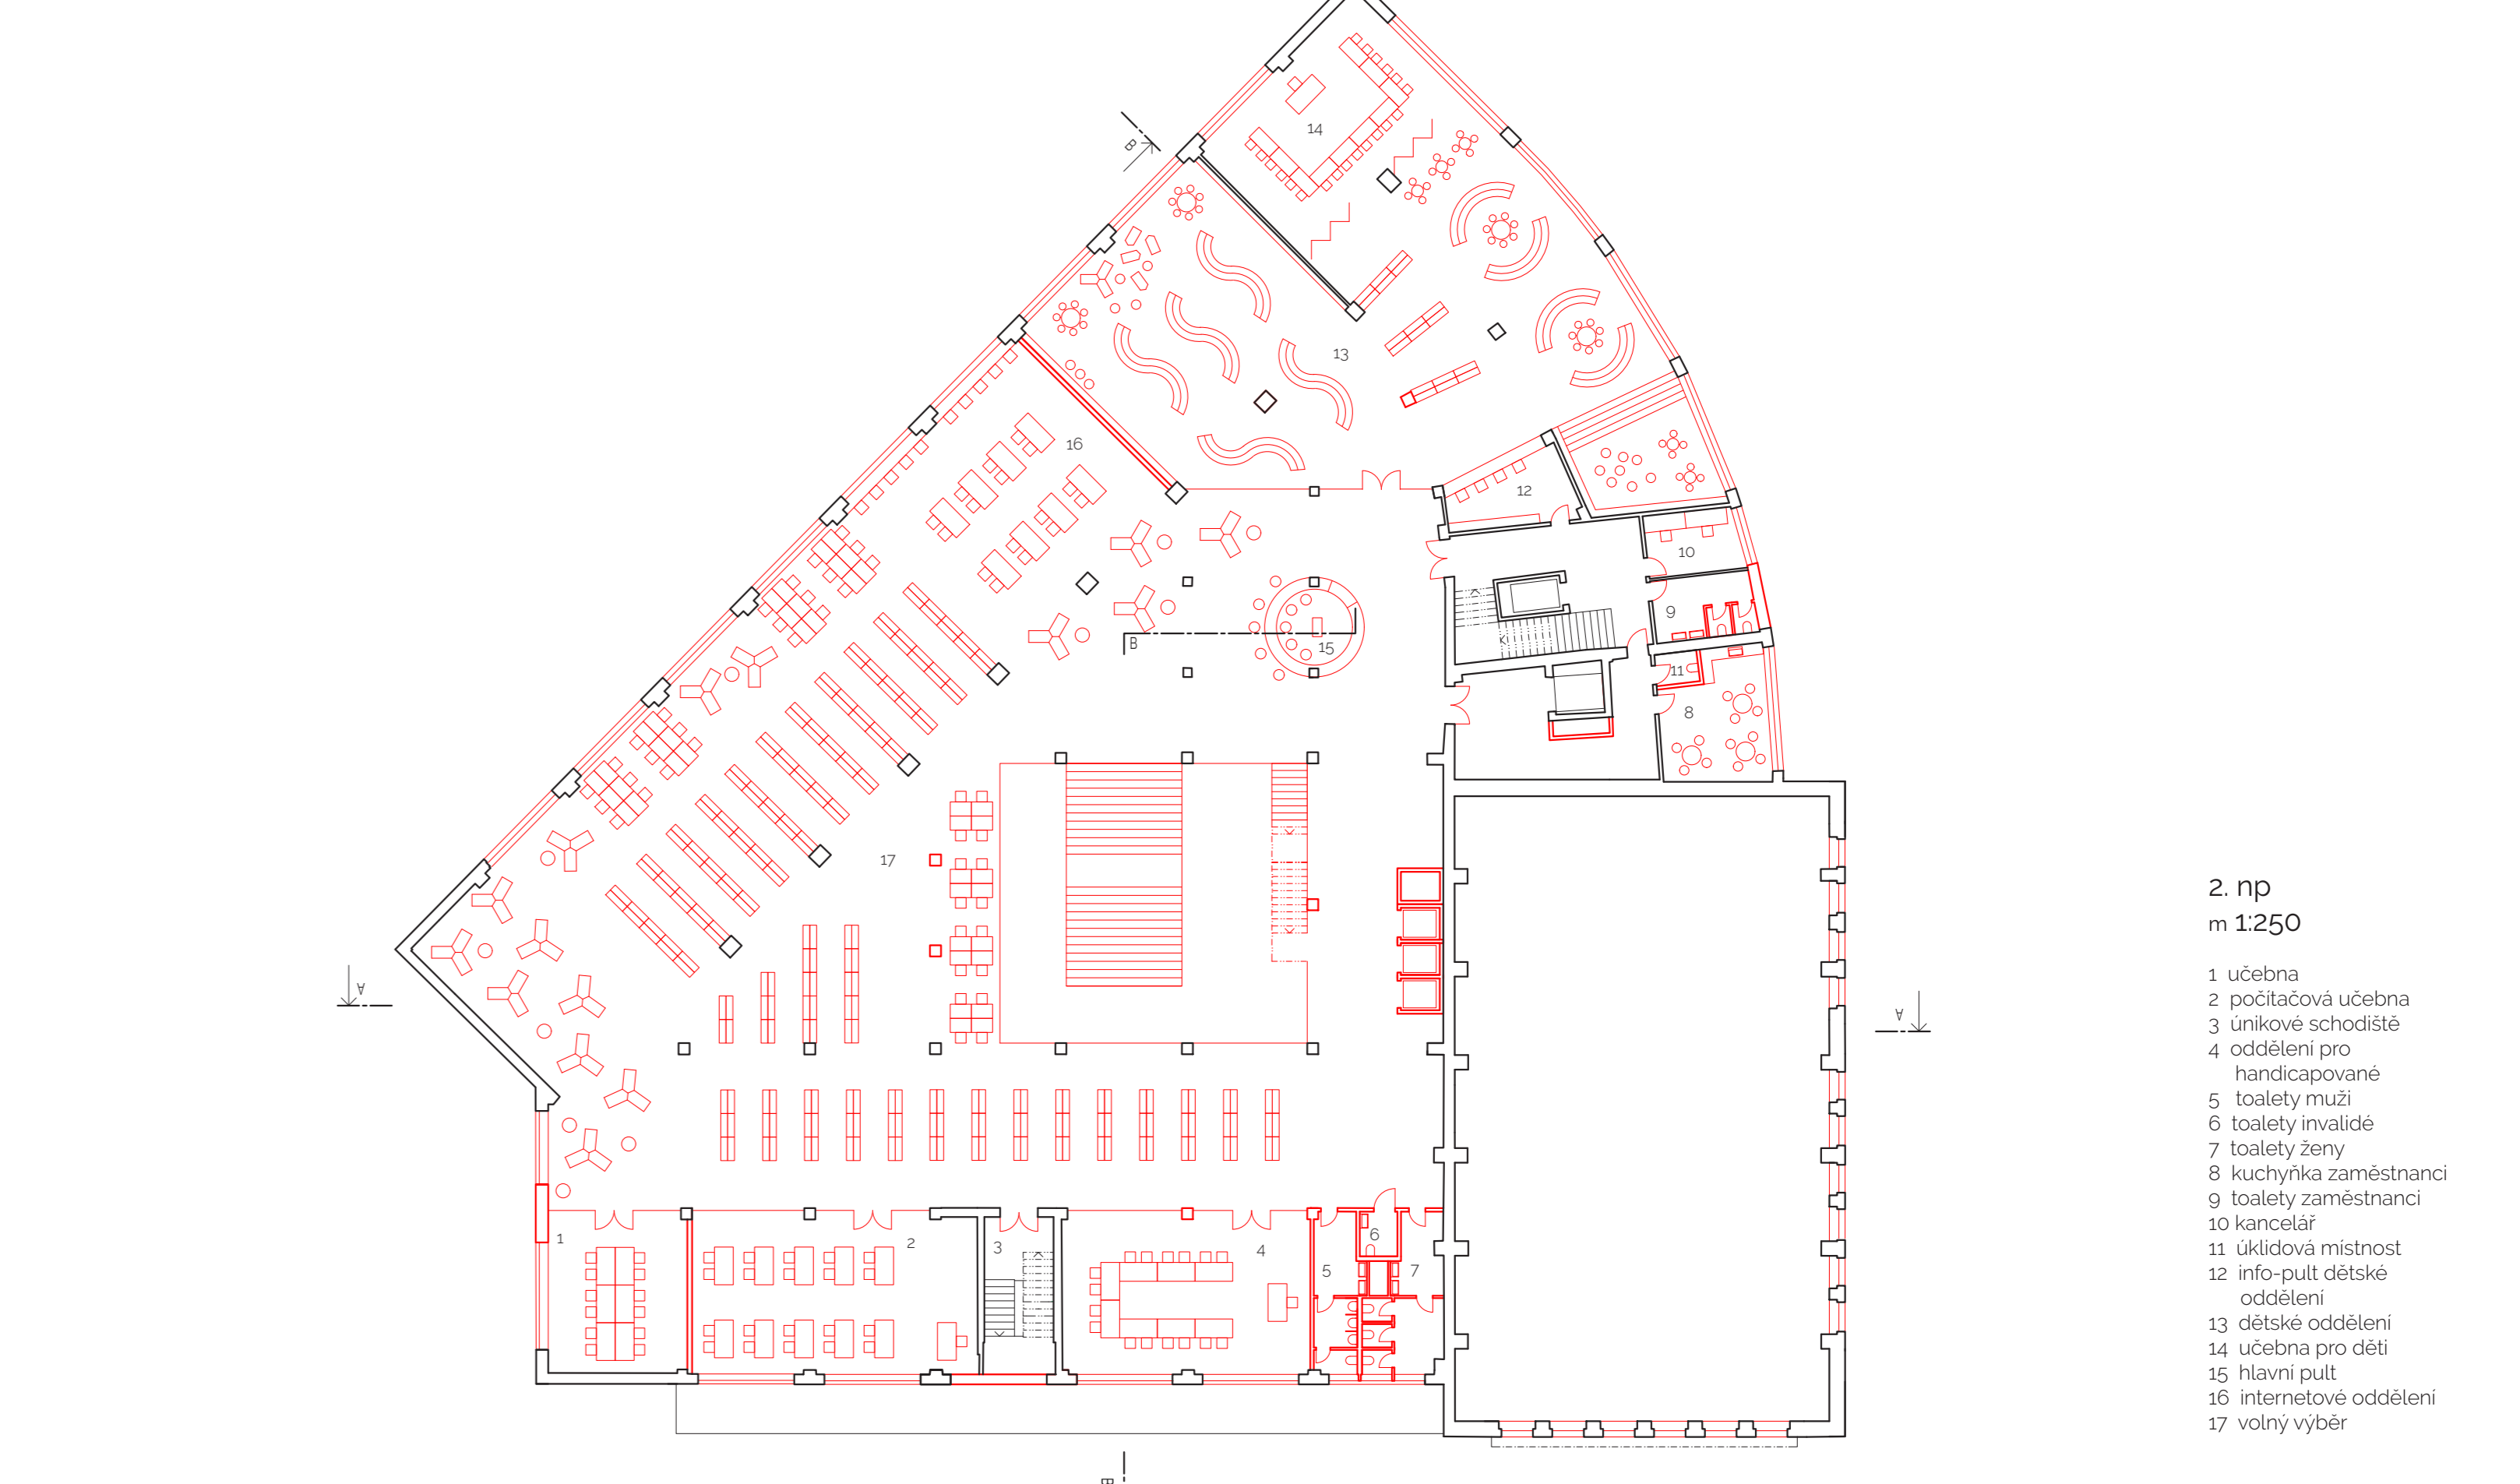 14
B
13
16
12
10
9
15
B
11
8
17
A
A
1
2
3
4
5
6
7
B
2. np
m 1:250
1 učebna
2 počítačová učebna
3 únikové schodiště
4 oddělení pro
handicapované
5 toalety muži
6 toalety invalidé
7 toalety ženy
8 kuchyňka zaměstnanci
9 toalety zaměstnanci
10 kancelář
11 úklidová místnost
12 info-pult dětské
oddělení
13 dětské oddělení
14 učebna pro děti
15 hlavní pult
16 internetové oddělení
17 volný výběr